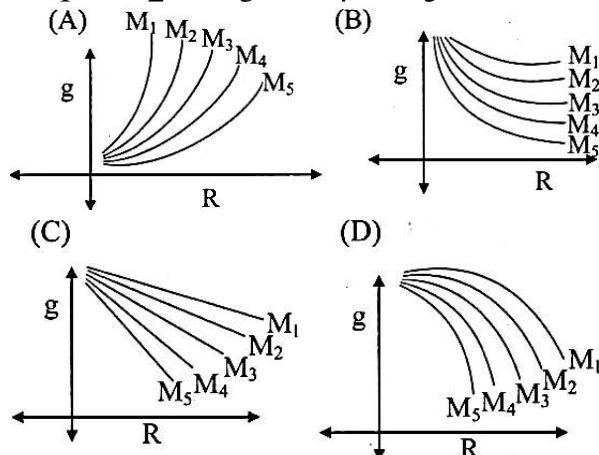 (A) M₁ M₂ M₃ M₄ M₅
g
R
(B) M₁
M₂
M₃
M₄
M₅
g
R
(C)
g
M₁
M₂
M₃
M₅ M₄
R
(D)
g
M₁
M₅ M₄ M₃ M₂
R